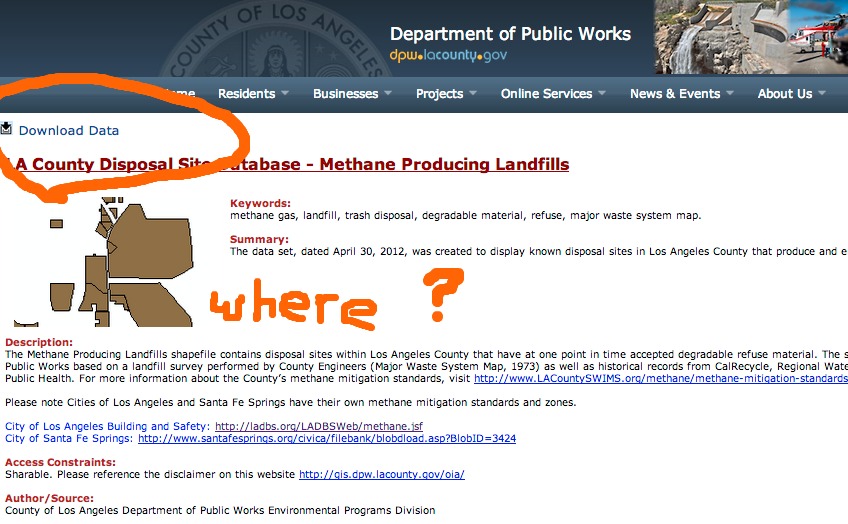 COUNTY OF LOS ANGELES
Department of Public Works
dpw.lacounty.gov
Residents Businesses Projects Online Services News & Events About Us
Download Data
LA County Disposal Site Database - Methane Producing Landfills
Keywords:
methane gas, landfill, trash disposal, degradable material, refuse, major waste system map.
Summary:
The data set, dated April 30, 2012, was created to display known disposal sites in Los Angeles County that produce and e
where ?
Description:
The Methane Producing Landfills shapefile contains disposal sites within Los Angeles County that have at one point in time accepted degradable refuse material. The s
Public Works based on a landfill survey performed by County Engineers (Major Waste System Map, 1973) as well as historical records from CalRecycle, Regional Wate
Public Health. For more information about the County's methane mitigation standards, visit http://www.LACountySWIMS.org/methane/methane-mitigation-standards
Please note Cities of Los Angeles and Santa Fe Springs have their own methane mitigation standards and zones.
City of Los Angeles Building and Safety: http://ladbs.org/LADBSWeb/methane.jsf
City of Santa Fe Springs: http://www.santafesprings.org/civica/filebank/blobdload.asp?BlobID=3424
Access Constraints:
Sharable. Please reference the disclaimer on this website http://gis.dpw.lacounty.gov/oia/
Author/Source:
County of Los Angeles Department of Public Works Environmental Programs Division